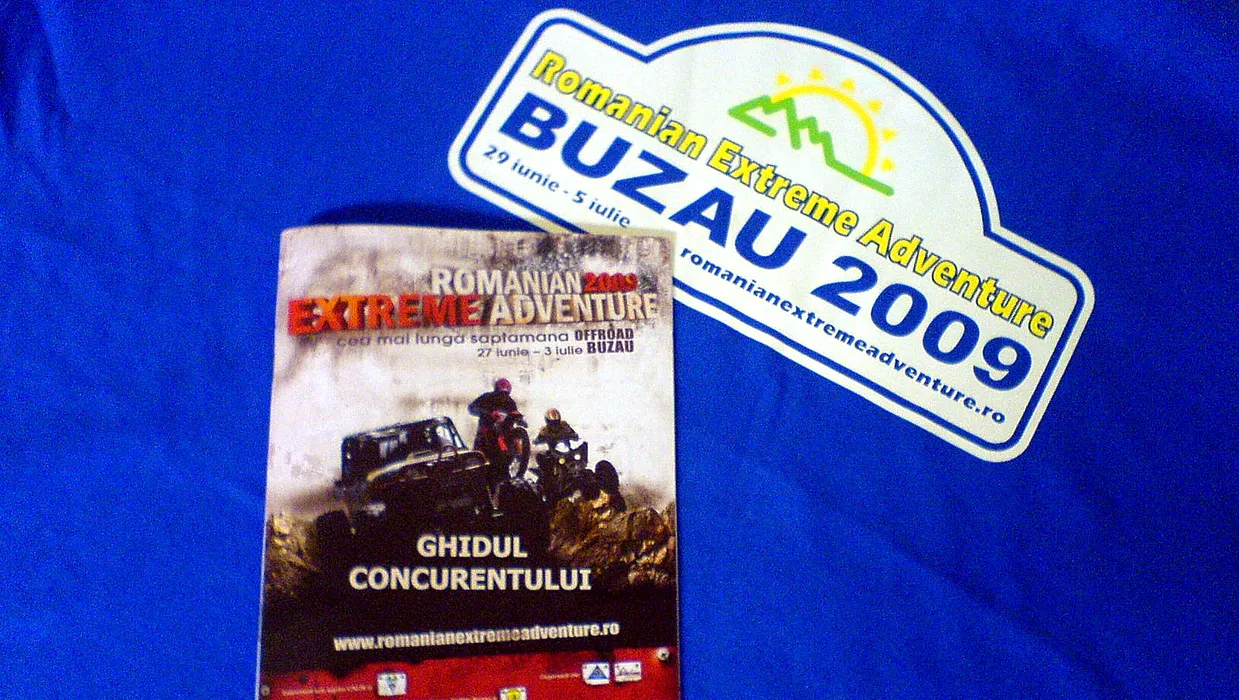 Romanian Extreme Adventure
BUZAU 2009
29 iunie - 5 iulie
romanianextremeadventure.ro
ROMANIAN 2009
EXTREME ADVENTURE
cea mai lunga saptamana OFFROAD
27 iunie – 3 iulie BUZAU
GHIDUL
CONCURENTULUI
www.romanianextremeadventure.ro